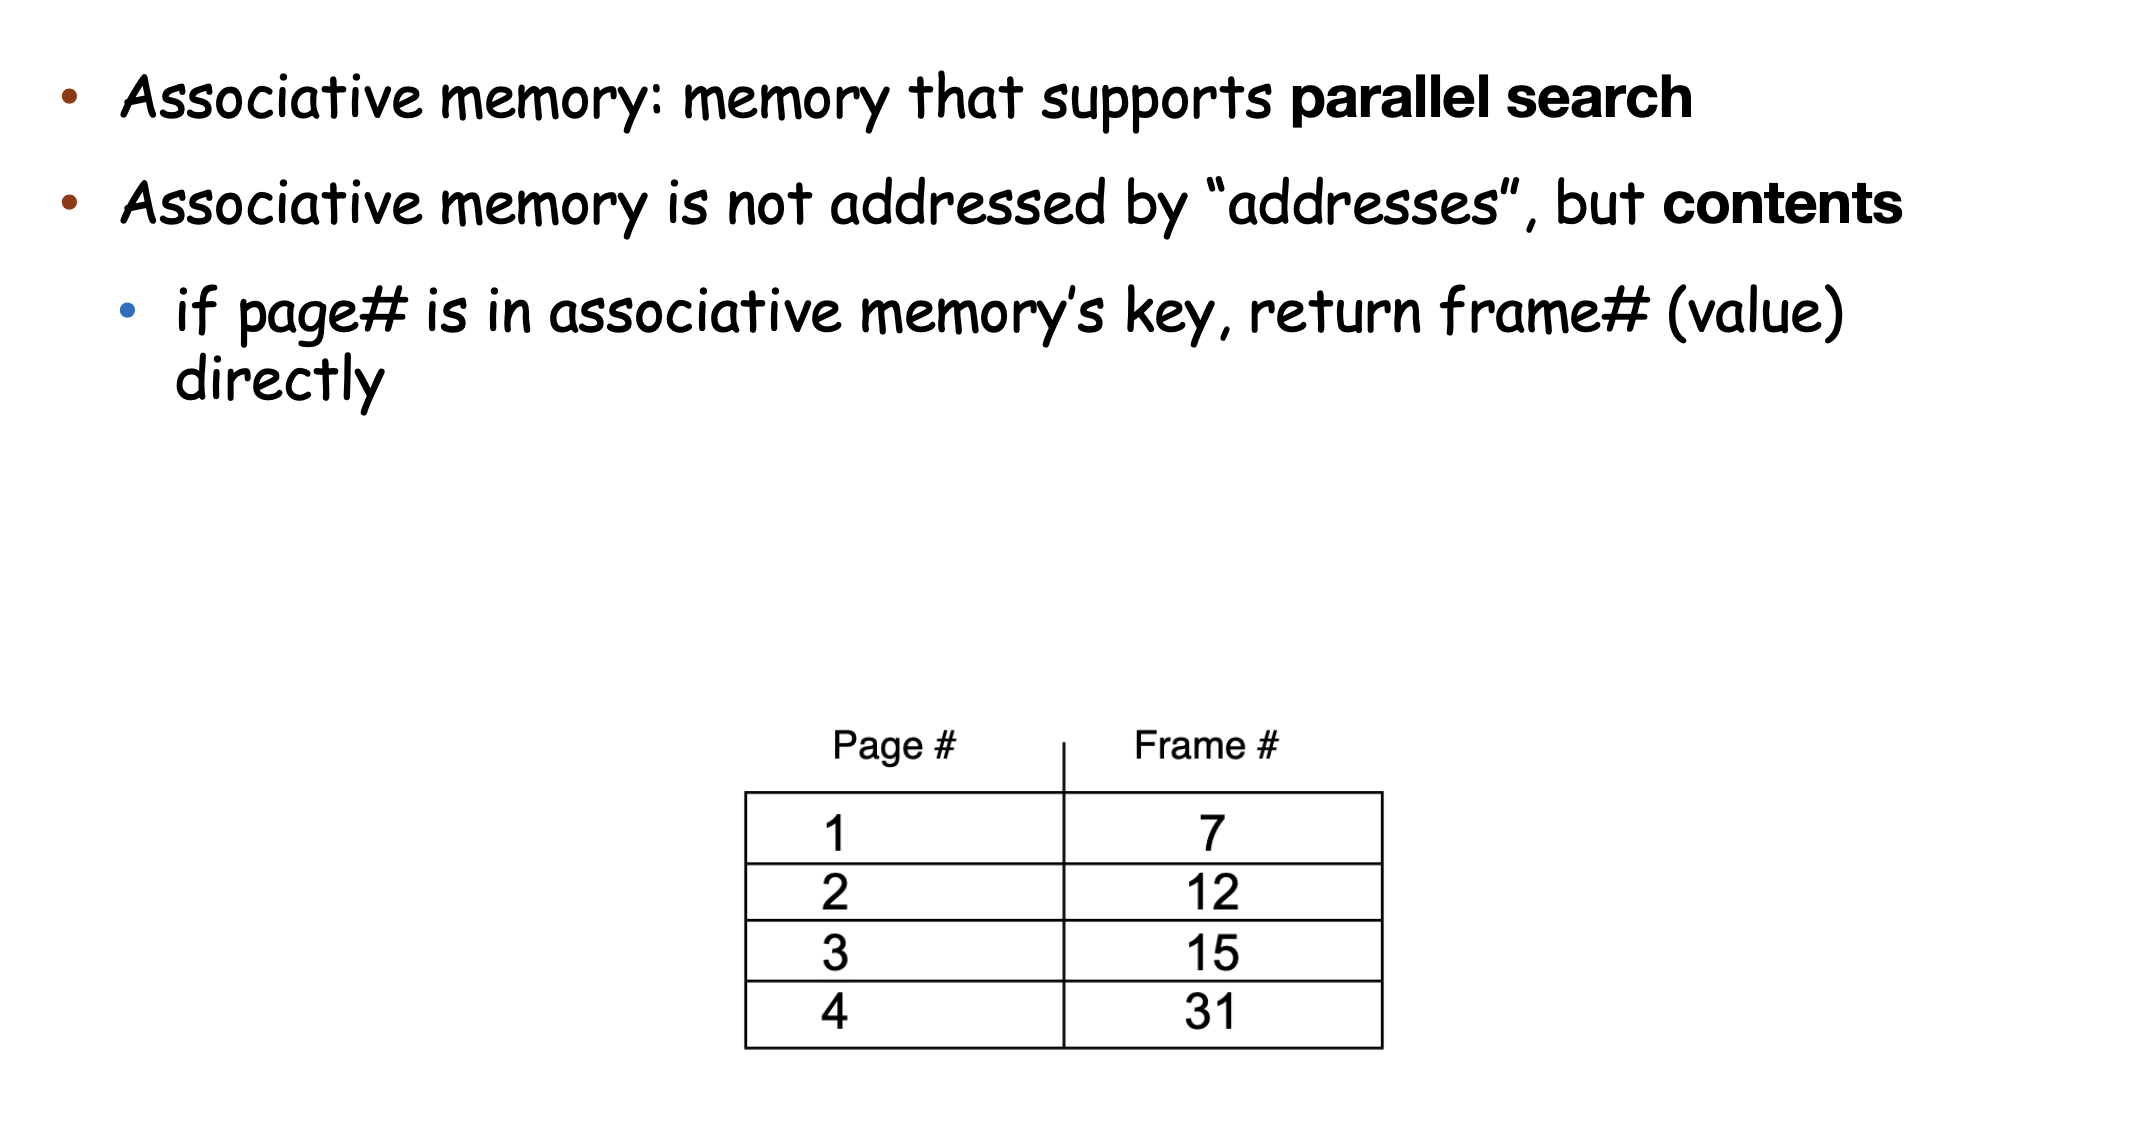 • Associative memory: memory that supports parallel search
• Associative memory is not addressed by “addresses”, but contents
• if page# is in associative memory’s key, return frame# (value)
directly
Page # Frame #
1 7
2 12
3 15
4 31